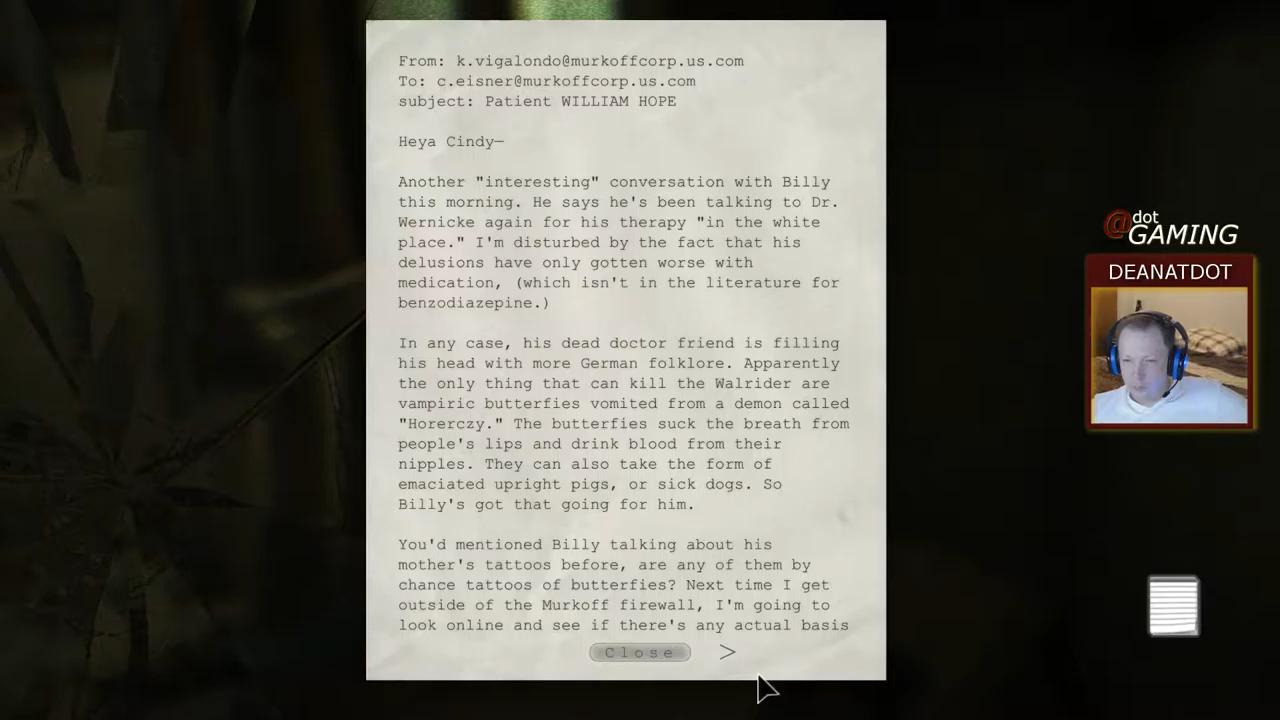 From: k.vigalondo@murkoffcorp.us.com
To: c.eisner@murkoffcorp.us.com
subject: Patient WILLIAM HOPE
Heya Cindy—
Another "interesting" conversation with Billy
this morning. He says he's been talking to Dr.
Wernicke again for his therapy "in the white
place." I'm disturbed by the fact that his
delusions have only gotten worse with
medication, (which isn't in the literature for
benzodiazepine.)
In any case, his dead doctor friend is filling
his head with more German folklore. Apparently
the only thing that can kill the Walrider are
vampiric butterfies vomited from a demon called
"Horerczy." The butterfies suck the breath from
people's lips and drink blood from their
nipples. They can also take the form of
emaciated upright pigs, or sick dogs. So
Billy's got that going for him.
You'd mentioned Billy talking about his
mother's tattoos before, are any of them by
chance tattoos of butterfies? Next time I get
outside of the Murkoff firewall, I'm going to
look online and see if there's any actual basis
Close >
@dot
GAMING
DEANATDOT